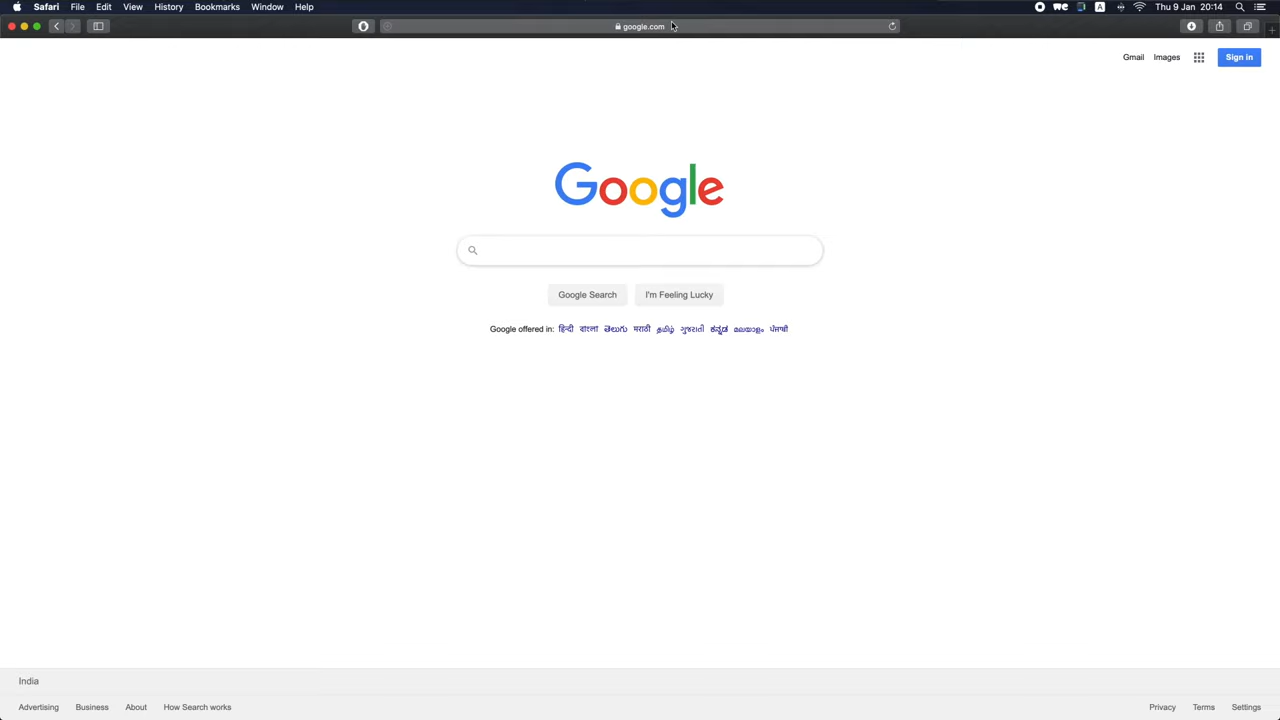 Safari File Edit View History Bookmarks Window Help
Thu 9 Jan 20:14
google.com
Gmail Images Sign in
Google
Google Search I'm Feeling Lucky
Google offered in: हिन्दी বাংলা తెలుగు मराठी தமிழ் ગુજરાતી ಕನ್ನಡ മലയാളം ਪੰਜਾਬੀ
India
Advertising Business About How Search works Privacy Terms Settings